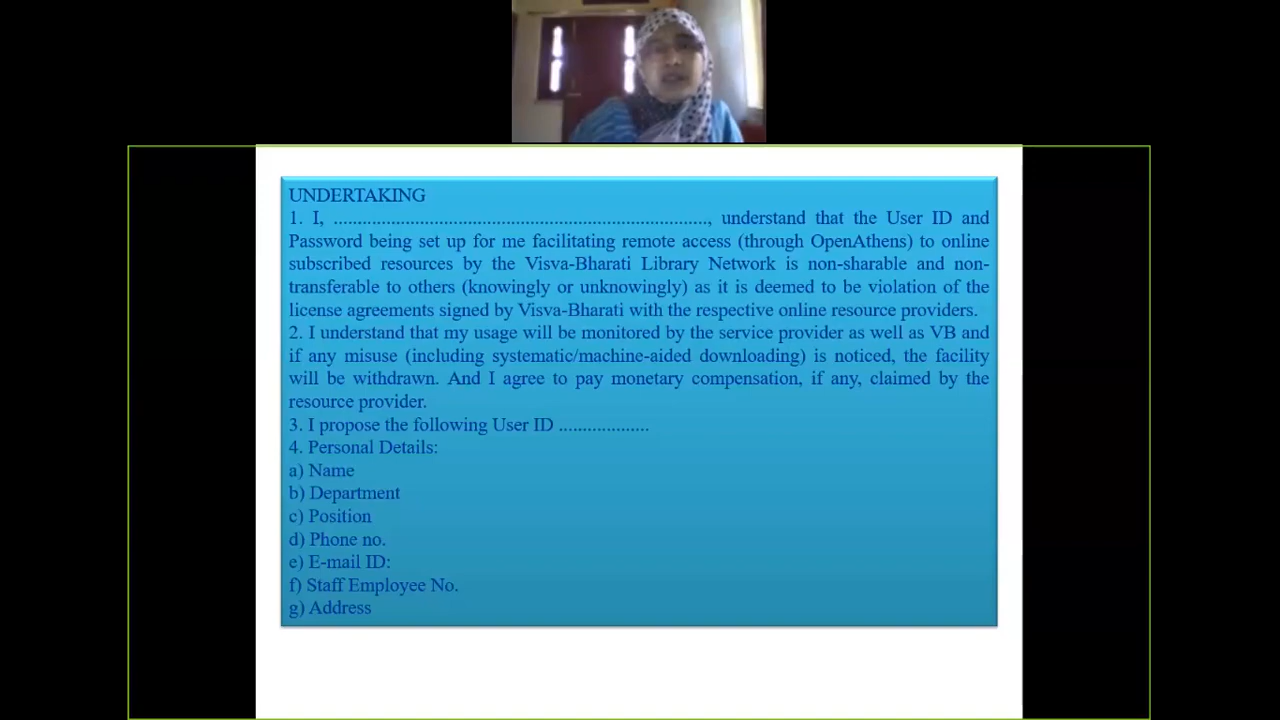 UNDERTAKING
1. I, ............................................................................., understand that the User ID and
Password being set up for me facilitating remote access (through OpenAthens) to online
subscribed resources by the Visva-Bharati Library Network is non-sharable and non-
transferable to others (knowingly or unknowingly) as it is deemed to be violation of the
license agreements signed by Visva-Bharati with the respective online resource providers.
2. I understand that my usage will be monitored by the service provider as well as VB and
if any misuse (including systematic/machine-aided downloading) is noticed, the facility
will be withdrawn. And I agree to pay monetary compensation, if any, claimed by the
resource provider.
3. I propose the following User ID ...................
4. Personal Details:
a) Name
b) Department
c) Position
d) Phone no.
e) E-mail ID:
f) Staff Employee No.
g) Address